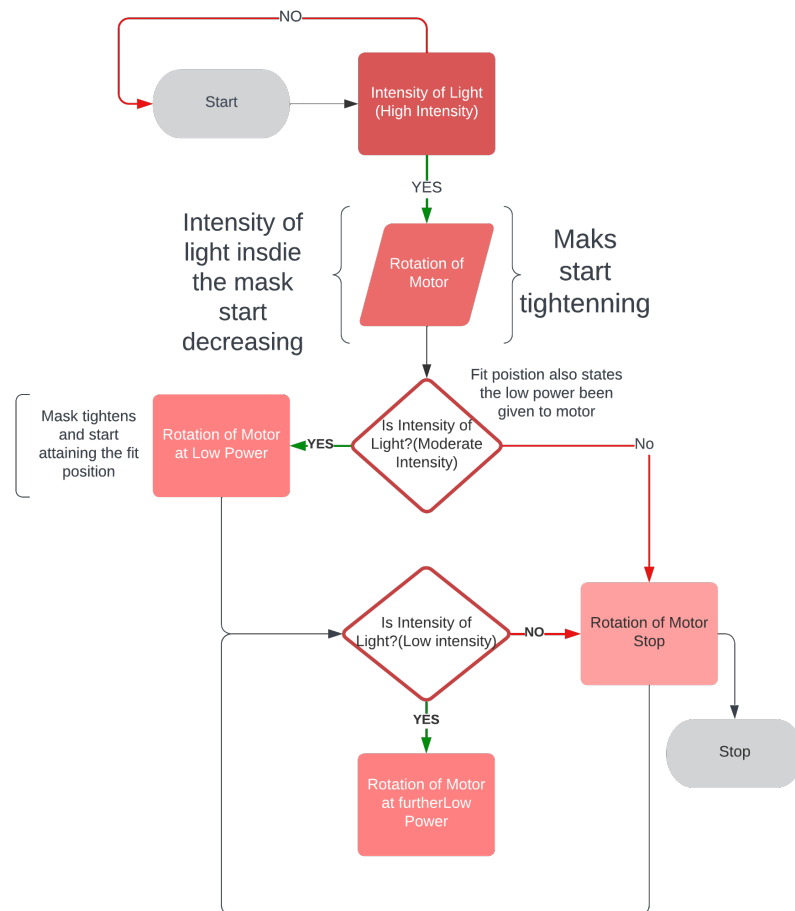 NO
Start
Intensity of Light
(High Intensity)
YES
Intensity of
light insdie
the mask
start
decreasing
Rotation of
Motor
Maks
start
tightenning
Fit poistion also states
the low power been
given to motor
Mask tightens
and start
attaining the fit
position
Rotation of Motor
at Low Power
YES
Is Intensity of
Light?(Moderate
Intensity)
No
Is Intensity of
Light?(Low intensity)
NO
Rotation of Motor
Stop
YES
Stop
Rotation of Motor
at furtherLow
Power